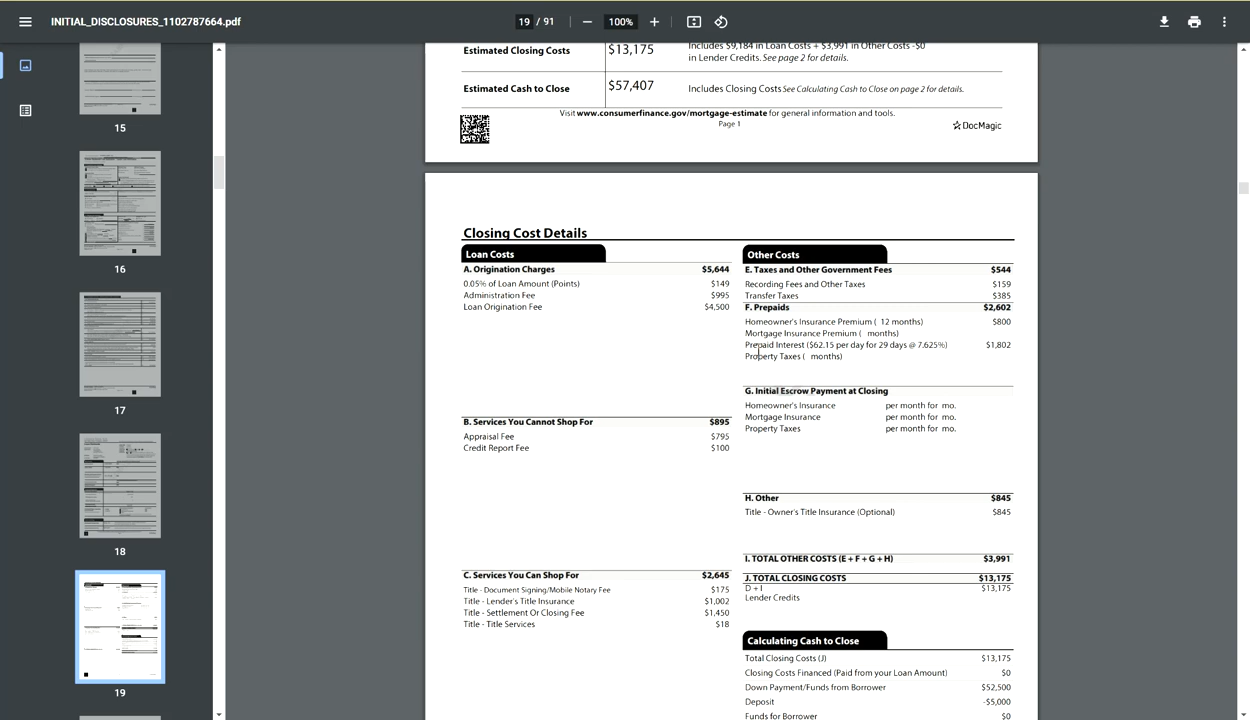 INITIAL_DISCLOSURES_1102787664.pdf
19 / 91
100%
15
16
17
18
19
Estimated Closing Costs $13,175 Includes $9,184 in Loan Costs + $3,991 in Other Costs -$0
in Lender Credits. See page 2 for details.
Estimated Cash to Close $57,407 Includes Closing Costs See Calculating Cash to Close on page 2 for details.
Visit www.consumerfinance.gov/mortgage-estimate for general information and tools.
Page 1
DocMagic
Closing Cost Details
Loan Costs
A. Origination Charges $5,644
0.05% of Loan Amount (Points) $149
Administration Fee $995
Loan Origination Fee $4,500
B. Services You Cannot Shop For $895
Appraisal Fee $795
Credit Report Fee $100
C. Services You Can Shop For $2,645
Title - Document Signing/Mobile Notary Fee $175
Title - Lender's Title Insurance $1,002
Title - Settlement Or Closing Fee $1,450
Title - Title Services $18
Other Costs
E. Taxes and Other Government Fees $544
Recording Fees and Other Taxes $159
Transfer Taxes $385
F. Prepaids $2,602
Homeowner's Insurance Premium ( 12 months) $800
Mortgage Insurance Premium ( months)
Prepaid Interest ($62.15 per day for 29 days @ 7.625%) $1,802
Property Taxes ( months)
G. Initial Escrow Payment at Closing
Homeowner's Insurance per month for mo.
Mortgage Insurance per month for mo.
Property Taxes per month for mo.
H. Other $845
Title - Owner's Title Insurance (Optional) $845
I. TOTAL OTHER COSTS (E + F + G + H) $3,991
J. TOTAL CLOSING COSTS $13,175
D + I $13,175
Lender Credits
Calculating Cash to Close
Total Closing Costs (J) $13,175
Closing Costs Financed (Paid from your Loan Amount) $0
Down Payment/Funds from Borrower $52,500
Deposit -$5,000
Funds for Borrower $0